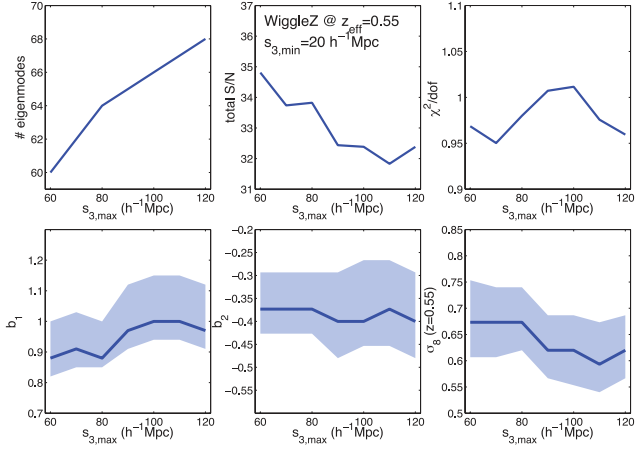 70
68
66
64
62
60
# eigenmodes
60 80 100 120
s3,max (h−1Mpc)
37
36
35
34
33
32
31
total S/N
WiggleZ @ zeff=0.55
s3,min=20 h−1Mpc
60 80 100 120
s3,max (h−1Mpc)
1.1
1.05
1
0.95
0.9
χ2/dof
60 80 100 120
s3,max (h−1Mpc)
1.2
1.1
1
0.9
0.8
0.7
b1
60 80 100 120
s3,max (h−1Mpc)
−0.2
−0.25
−0.3
−0.35
−0.4
−0.45
−0.5
−0.55
b2
60 80 100 120
s3,max (h−1Mpc)
0.85
0.8
0.75
0.7
0.65
0.6
0.55
0.5
σ8 (z=0.55)
60 80 100 120
s3,max (h−1Mpc)